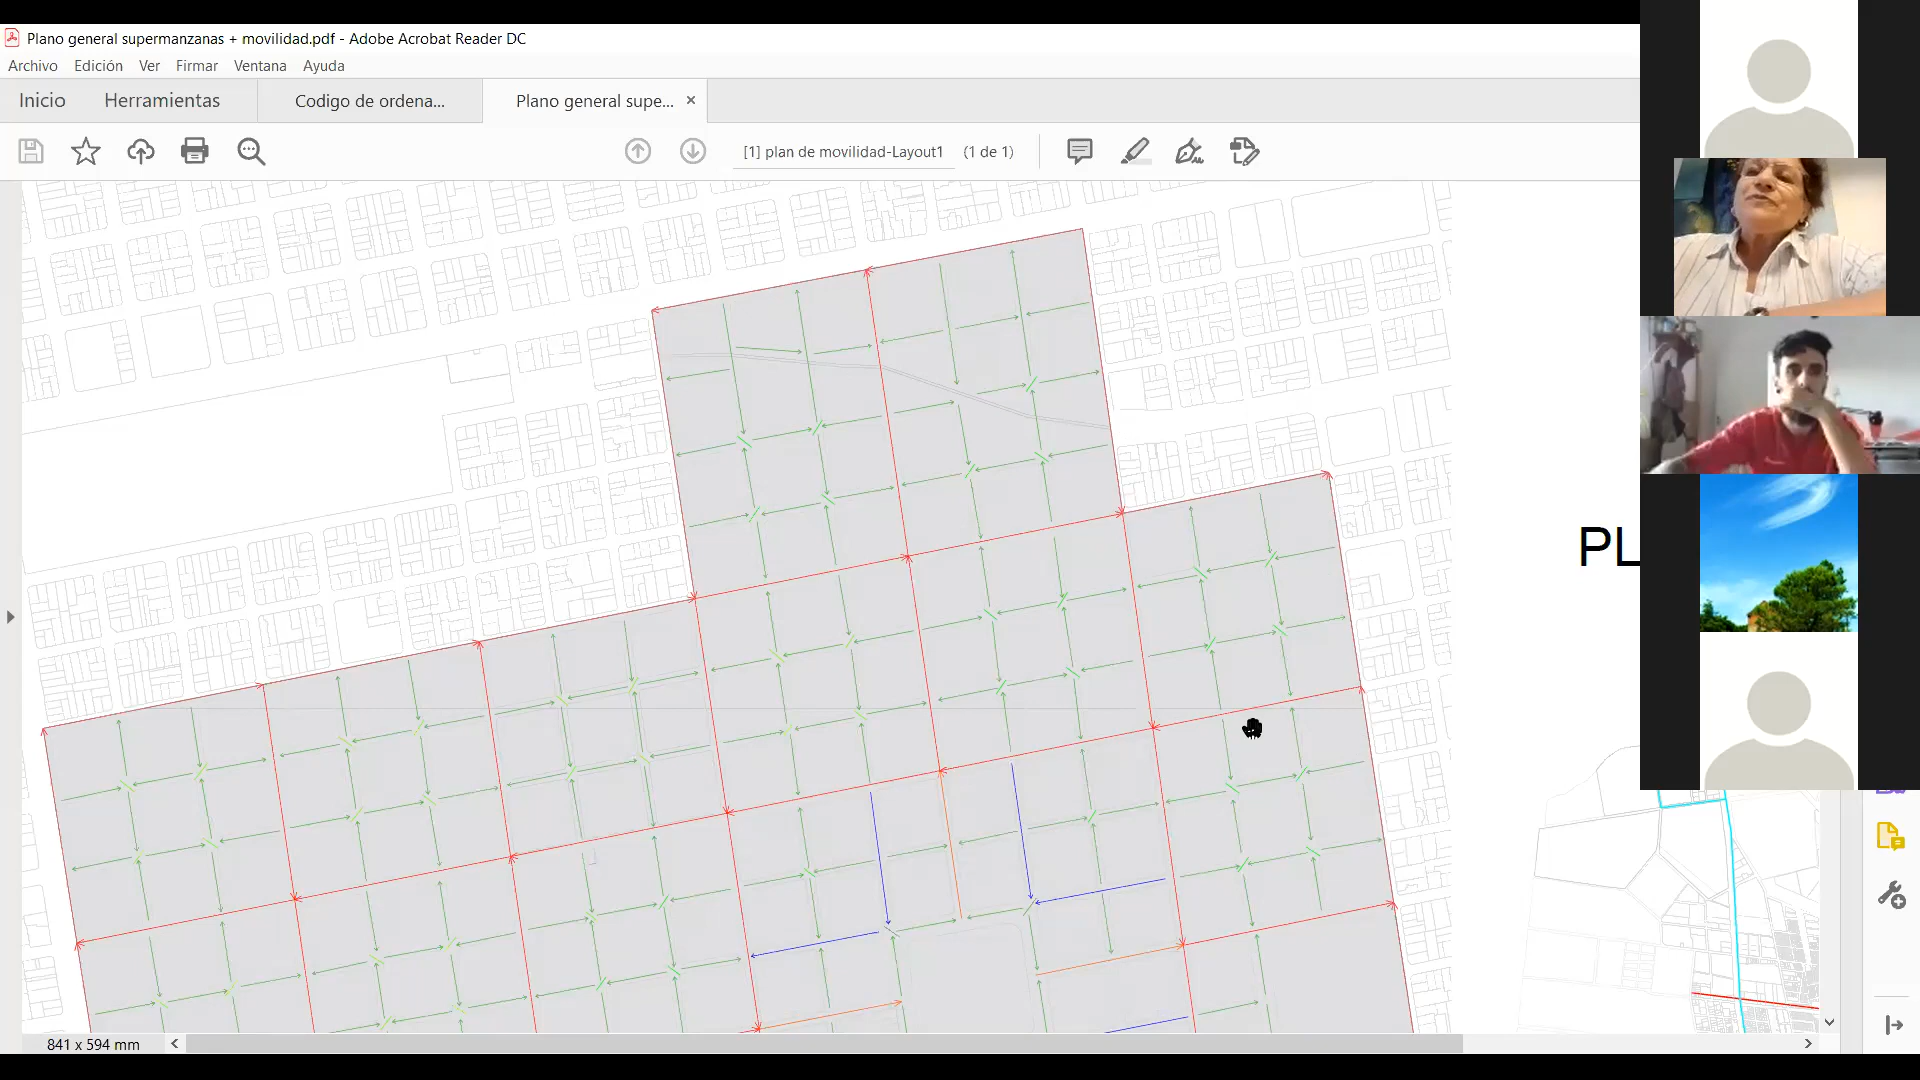 Plano general supermanzanas + movilidad.pdf - Adobe Acrobat Reader DC
Archivo Edición Ver Firmar Ventana Ayuda
Inicio Herramientas Codigo de ordena... Plano general supe... ×
[1] plan de movilidad-Layout1 (1 de 1)
PL
841 x 594 mm